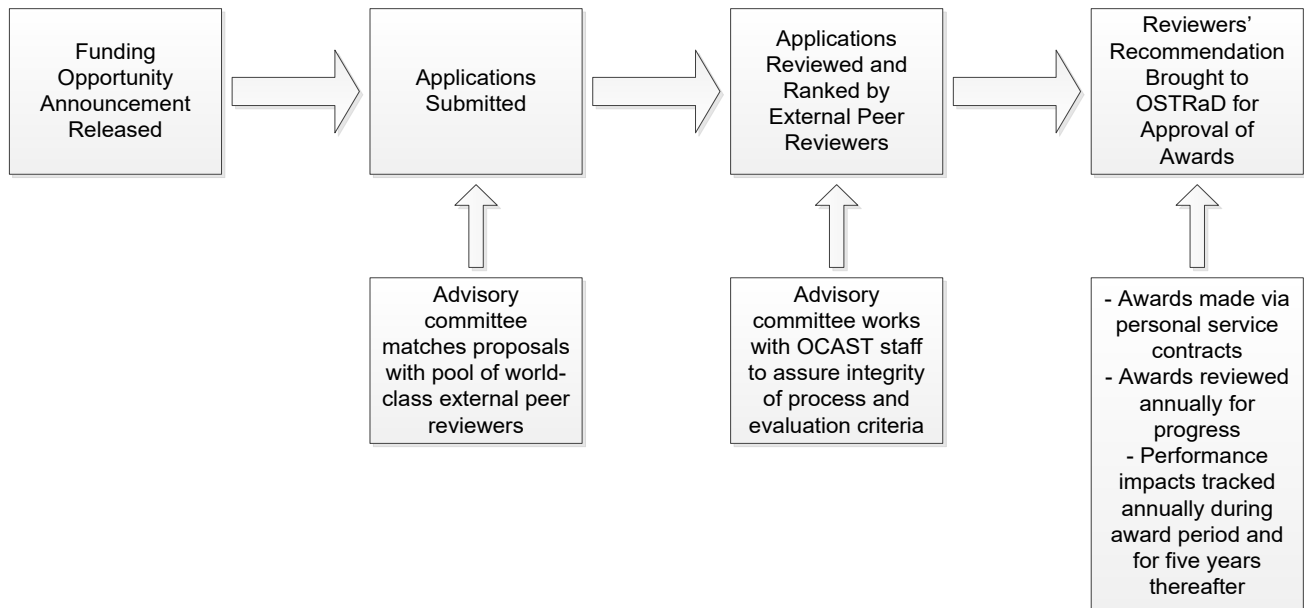 Funding
Opportunity
Announcement
Released
Applications
Submitted
Applications
Reviewed and
Ranked by
External Peer
Reviewers
Reviewers’
Recommendation
Brought to
OSTRaD for
Approval of
Awards
Advisory
committee
matches proposals
with pool of world-
class external peer
reviewers
Advisory
committee works
with OCAST staff
to assure integrity
of process and
evaluation criteria
- Awards made via
personal service
contracts
- Awards reviewed
annually for
progress
- Performance
impacts tracked
annually during
award period and
for five years
thereafter